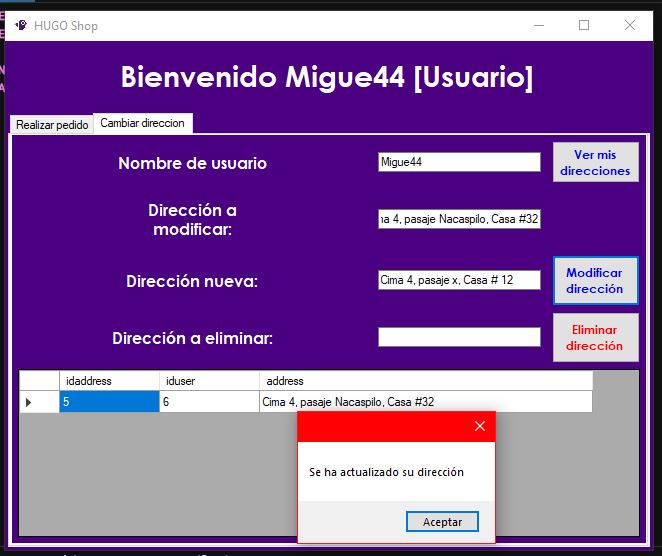 HUGO Shop
Bienvenido Migue44 [Usuario]
Realizar pedido
Cambiar direccion
Nombre de usuario
Migue44
Ver mis
direcciones
Dirección a
modificar:
4, pasaje Nacaspilo, Casa #32
Dirección nueva:
Cima 4, pasaje x, Casa # 12
Modificar
dirección
Dirección a eliminar:
Eliminar
dirección
idaddress iduser address
5 6 Cima 4, pasaje Nacaspilo, Casa #32
Se ha actualizado su dirección
Aceptar